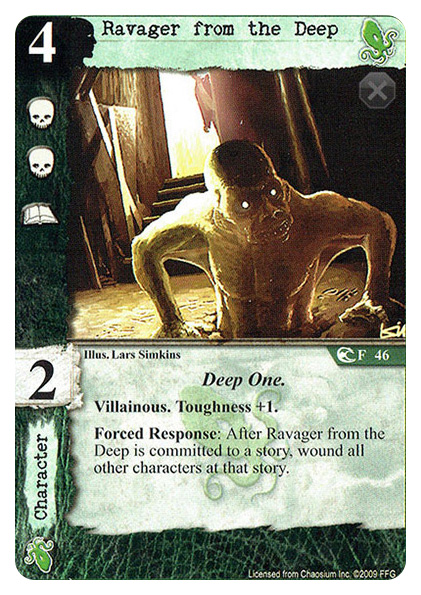 4
Ravager from the Deep
Illus. Lars Simkins
F 46
2
Deep One.
Villainous. Toughness +1.
Forced Response: After Ravager from the
Deep is committed to a story, wound all
other characters at that story.
Character
Licensed from Chaosium Inc. ©2009 FFG